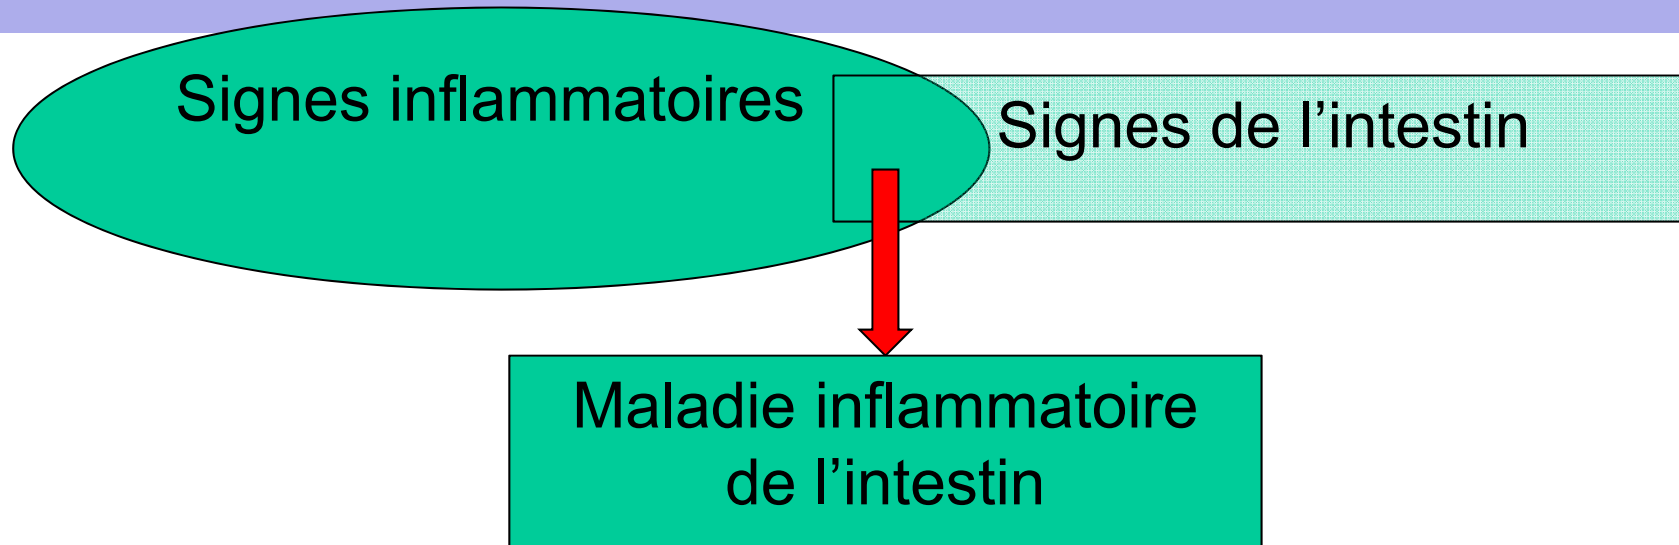 Signes inflammatoires
Signes de l’intestin
Maladie inflammatoire
de l’intestin